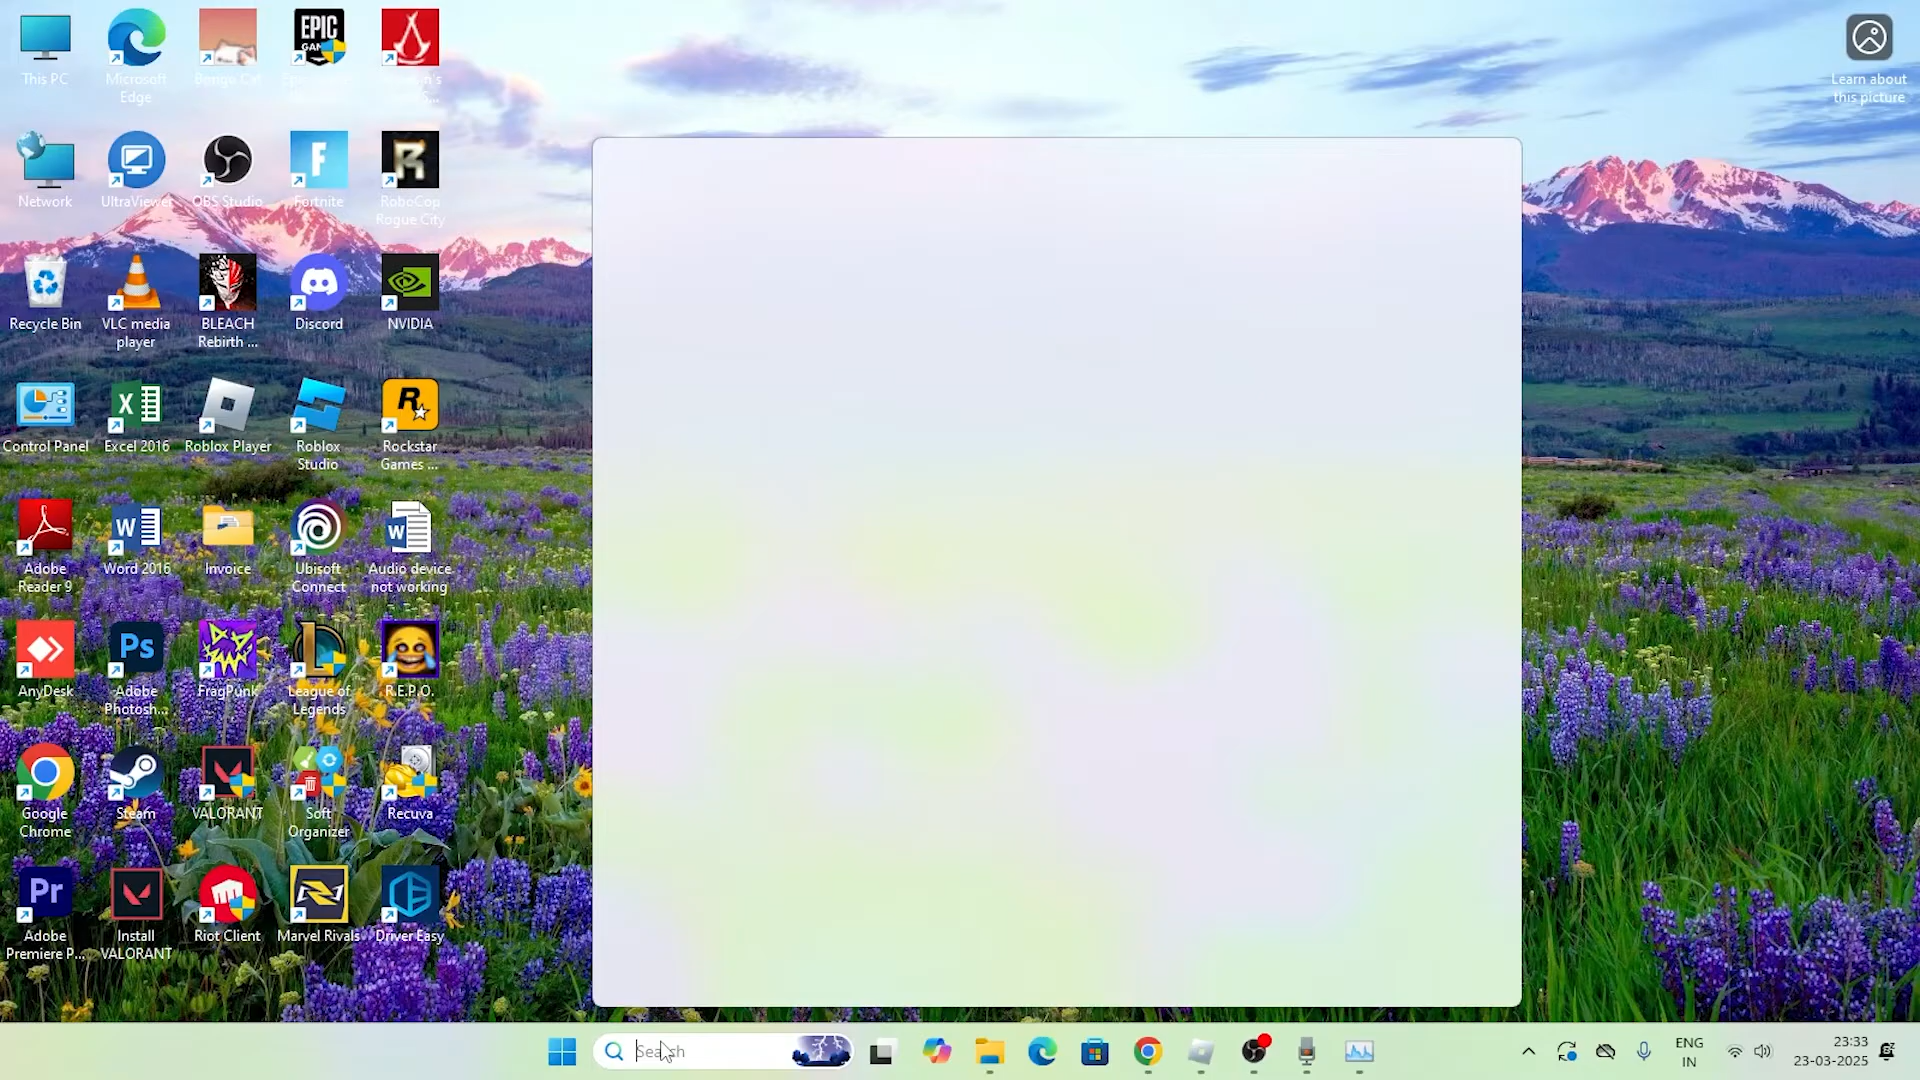 This PC
Microsoft
Edge
Bongo Cat
EPIC
GAMES
Learn about
this picture
Network
UltraViewer
OBS Studio
Fortnite
RoboCop
Rogue City
Recycle Bin
VLC media
player
BLEACH
Rebirth ...
Discord
NVIDIA
Control Panel
Excel 2016
Roblox Player
Roblox
Studio
Rockstar
Games ...
Adobe
Reader 9
Word 2016
Invoice
Ubisoft
Connect
Audio device
not working
AnyDesk
Adobe
Photosh...
FragPunk
League of
Legends
R.E.P.O.
Google
Chrome
Steam
VALORANT
Soft
Organizer
Recuva
Adobe
Premiere P...
Install
VALORANT
Riot Client
Marvel Rivals
Driver Easy
Search
ENG
IN
23:33
23-03-2025